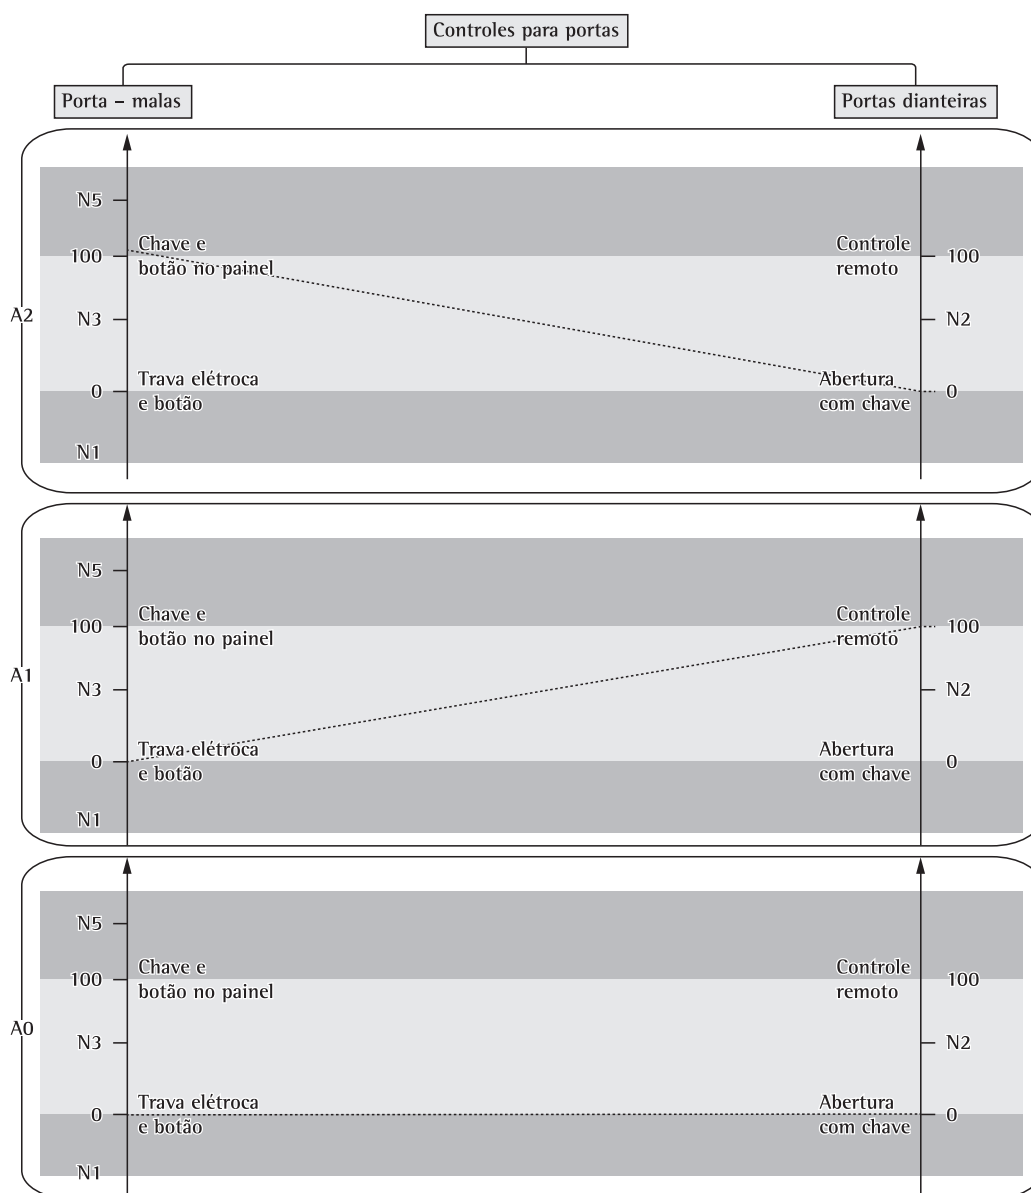 Controles para portas
Porta – malas
Portas dianteiras
N5
Chave e
Controle
100
100
botão no painel
remoto
A2
N3
N2
Trava elétroca
Abertura
0
0
e botão
com chave
N1
N5
Chave e
Controle
100
100
botão no painel
remoto
A1
N3
N2
Trava elétroca
Abertura
0
0
e botão
com chave
N1
N5
Chave e
Controle
100
100
botão no painel
remoto
A0
N3
N2
Trava elétroca
Abertura
0
0
e botão
com chave
N1